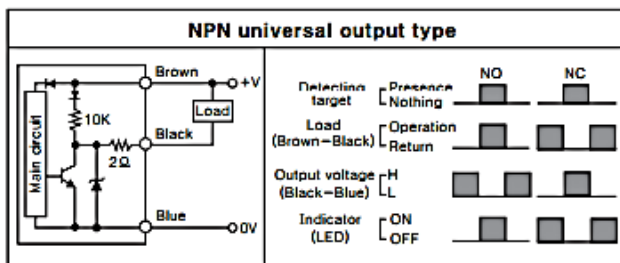 NPN universal output type
Brown
+V
Load
10K
Black
2Ω
Main circuit
Blue
0V
NO
NC
Detecting target
Presence
Nothing
Load
(Brown-Black)
Operation
Return
Output voltage
(Black-Blue)
H
L
Indicator
(LED)
ON
OFF